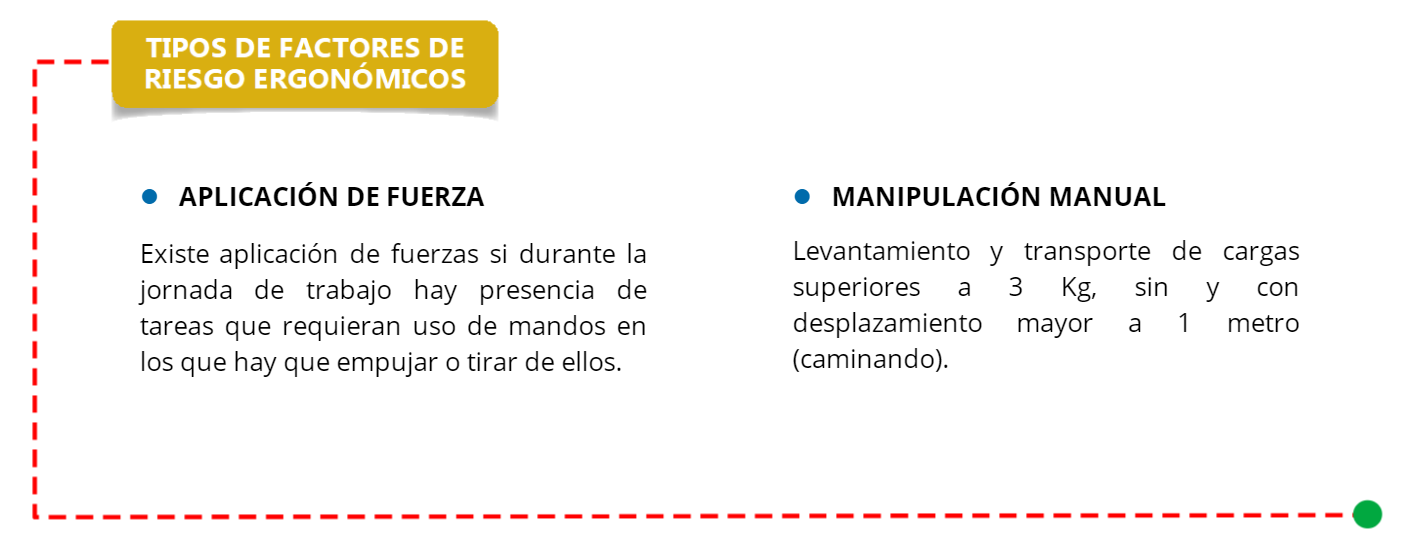 TIPOS DE FACTORES DE
RIESGO ERGONÓMICOS
APLICACIÓN DE FUERZA
Existe aplicación de fuerzas si durante la
jornada de trabajo hay presencia de
tareas que requieran uso de mandos en
los que hay que empujar o tirar de ellos.
MANIPULACIÓN MANUAL
Levantamiento y transporte de cargas
superiores a 3 Kg, sin y con
desplazamiento mayor a 1 metro
(caminando).